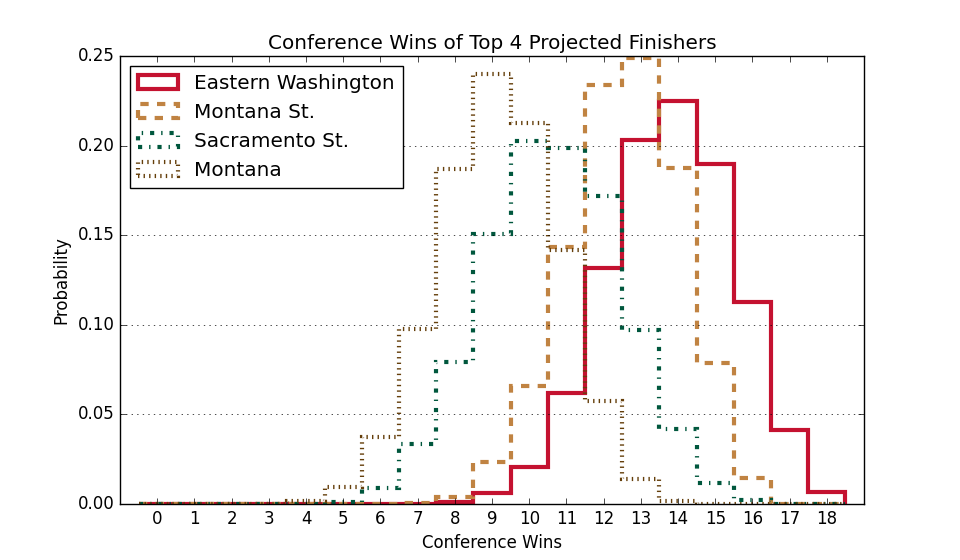 Conference Wins of Top 4 Projected Finishers
0.25
Eastern Washington
Montana St.
Sacramento St.
Montana
0.20
0.15
0.10
0.05
0.00
Probability
0 1 2 3 4 5 6 7 8 9 10 11 12 13 14 15 16 17 18
Conference Wins